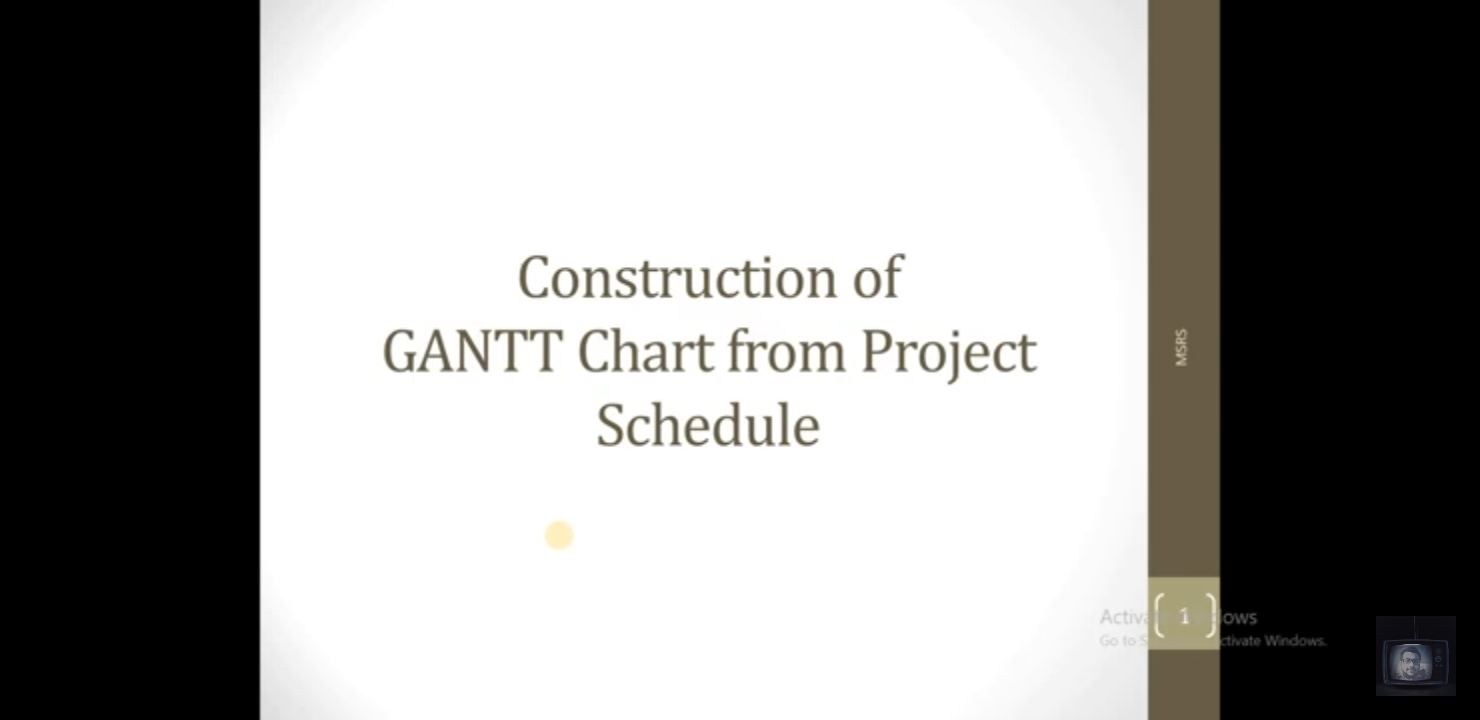 Construction of
GANTT Chart from Project
Schedule
MSRS
1